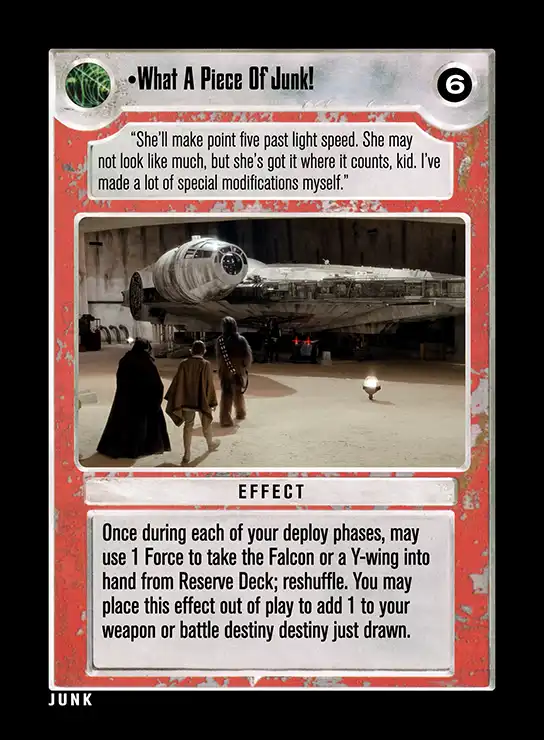 •What A Piece Of Junk!
6
“She’ll make point five past light speed. She may
not look like much, but she’s got it where it counts, kid. I’ve
made a lot of special modifications myself.”
EFFECT
Once during each of your deploy phases, may
use 1 Force to take the Falcon or a Y-wing into
hand from Reserve Deck; reshuffle. You may
place this effect out of play to add 1 to your
weapon or battle destiny destiny just drawn.
JUNK